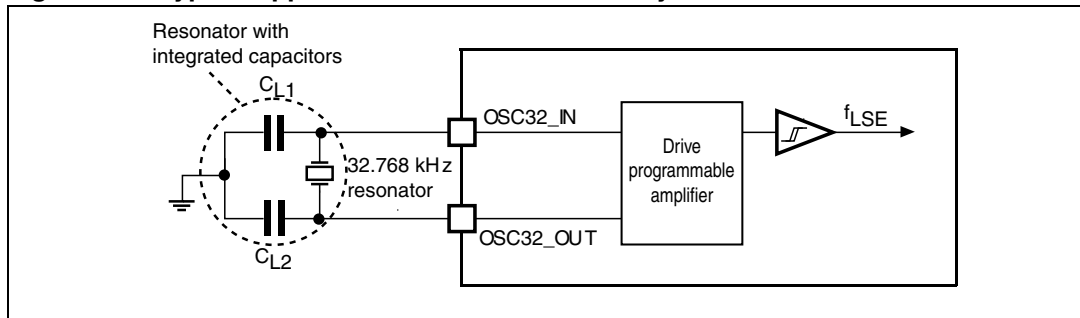 Resonator with
integrated capacitors
CL1
OSC32_IN
fLSE
Drive
programmable
amplifier
32.768 kHz
resonator
OSC32_OUT
CL2